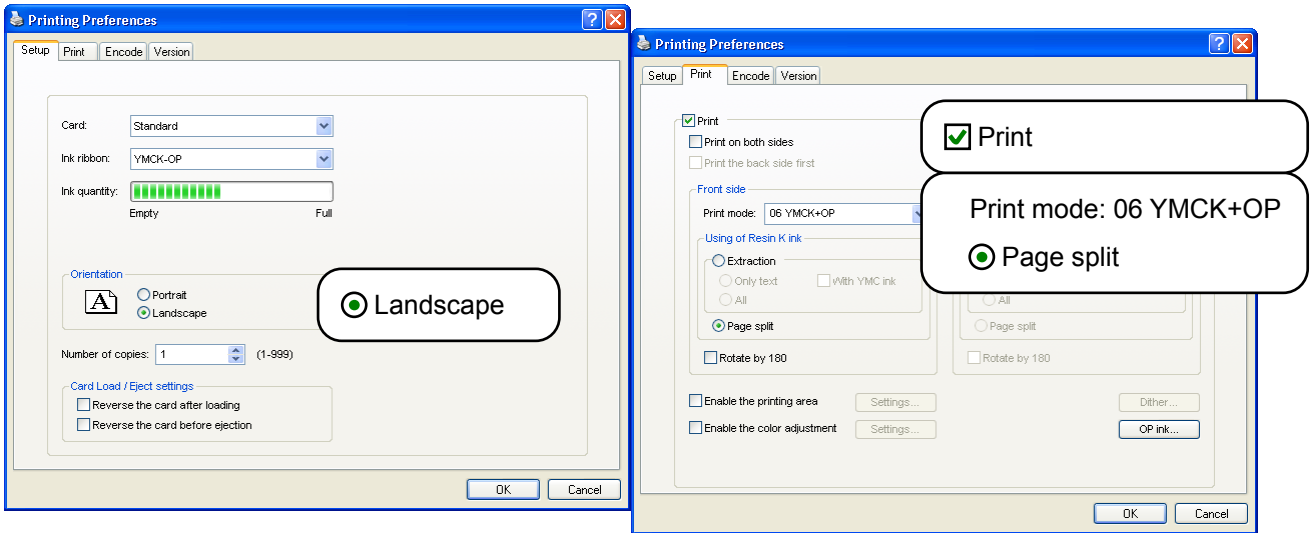 Printing Preferences
Setup Print Encode Version
Card: Standard
Ink ribbon: YMCK-OP
Ink quantity:
Empty Full
Orientation
A
Portrait
Landscape
Landscape
Number of copies: 1 (1-999)
Card Load / Eject settings
Reverse the card after loading
Reverse the card before ejection
OK Cancel
Printing Preferences
Setup Print Encode Version
Print
Print on both sides
Print the back side first
Print
Front side
Print mode: 06 YMCK+OP
Using of Resin K ink
Extraction
Only text With YMC ink
All
Page split
Rotate by 180
Print mode: 06 YMCK+OP
Page split
All
Page split
Rotate by 180
Enable the printing area Settings... Dither...
Enable the color adjustment Settings... OP ink...
OK Cancel